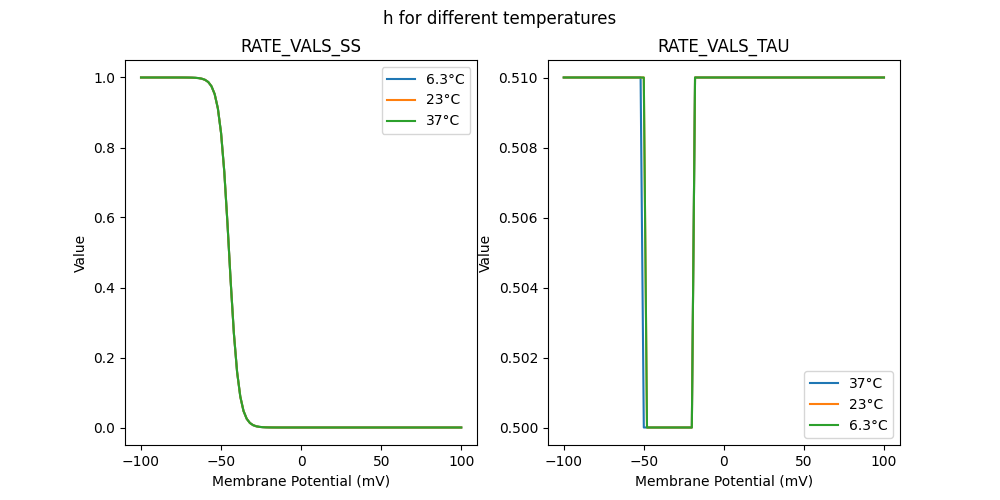 h for different temperatures
RATE_VALS_SS
1.0
0.8
0.6
0.4
0.2
0.0
Value
−100
−50
0
50
100
Membrane Potential (mV)
6.3°C
23°C
37°C
RATE_VALS_TAU
0.510
0.508
0.506
0.504
0.502
0.500
Value
−100
−50
0
50
100
Membrane Potential (mV)
37°C
23°C
6.3°C